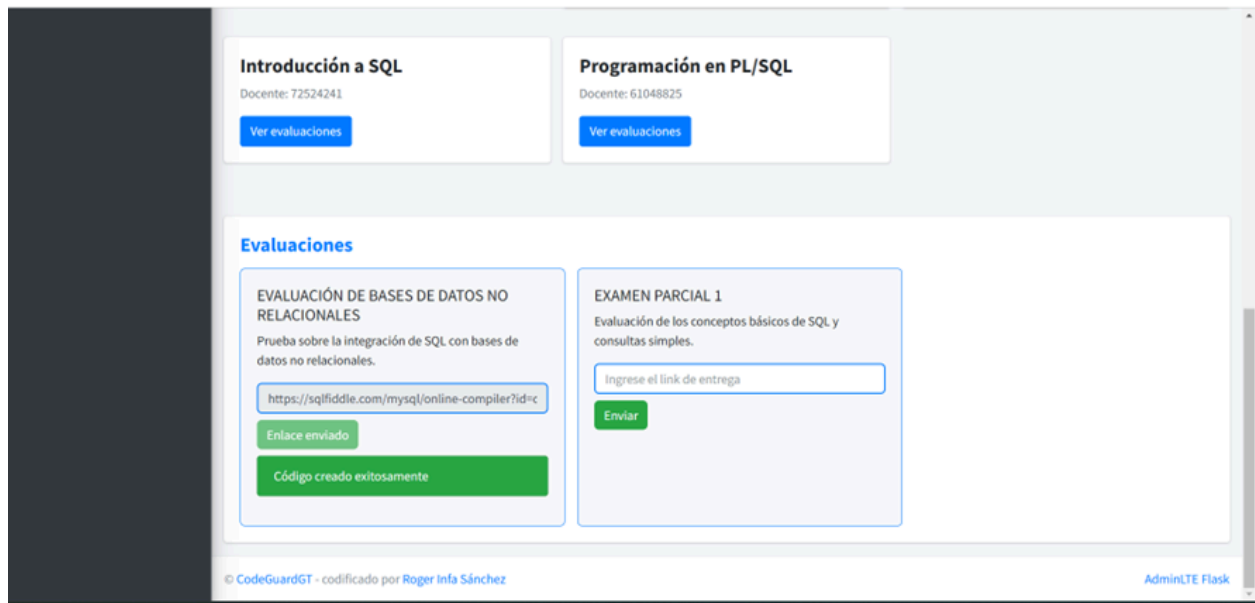 Introducción a SQL
Docente: 72524241
Ver evaluaciones
Programación en PL/SQL
Docente: 61048825
Ver evaluaciones
Evaluaciones
EVALUACIÓN DE BASES DE DATOS NO
RELACIONALES
Prueba sobre la integración de SQL con bases de
datos no relacionales.
https://sqlfiddle.com/mysql/online-compiler?id=c
Enlace enviado
Código creado exitosamente
EXAMEN PARCIAL 1
Evaluación de los conceptos básicos de SQL y
consultas simples.
Ingrese el link de entrega
Enviar
© CodeGuardGT - codificado por Roger Infa Sánchez
AdminLTE Flask